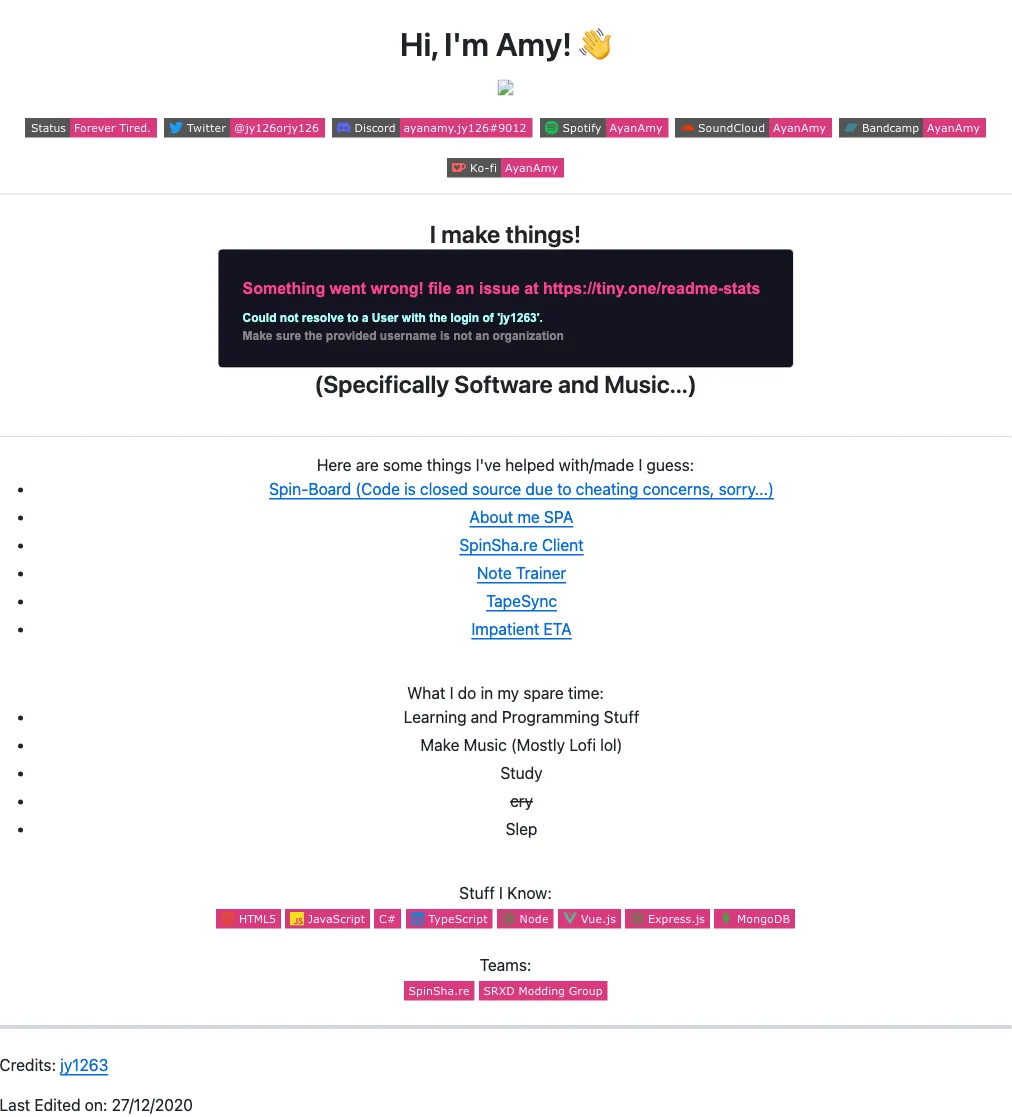 Hi, I'm Amy! 👋
Status Forever Tired. Twitter @jy126orjy126 Discord ayanamy.jy126#9012 Spotify AyanAmy SoundCloud AyanAmy Bandcamp AyanAmy
Ko-fi AyanAmy
I make things!
Something went wrong! file an issue at https://tiny.one/readme-stats
Could not resolve to a User with the login of 'jy1263'.
Make sure the provided username is not an organization
(Specifically Software and Music...)
Here are some things I've helped with/made I guess:
• Spin-Board (Code is closed source due to cheating concerns, sorry...)
• About me SPA
• SpinSha.re Client
• Note Trainer
• TapeSync
• Impatient ETA
What I do in my spare time:
• Learning and Programming Stuff
• Make Music (Mostly Lofi lol)
• Study
• cry
• Slep
Stuff I Know:
HTML5 JS JavaScript C# TypeScript Node Vue.js Express.js MongoDB
Teams:
SpinSha.re SRXD Modding Group
Credits: jy1263
Last Edited on: 27/12/2020